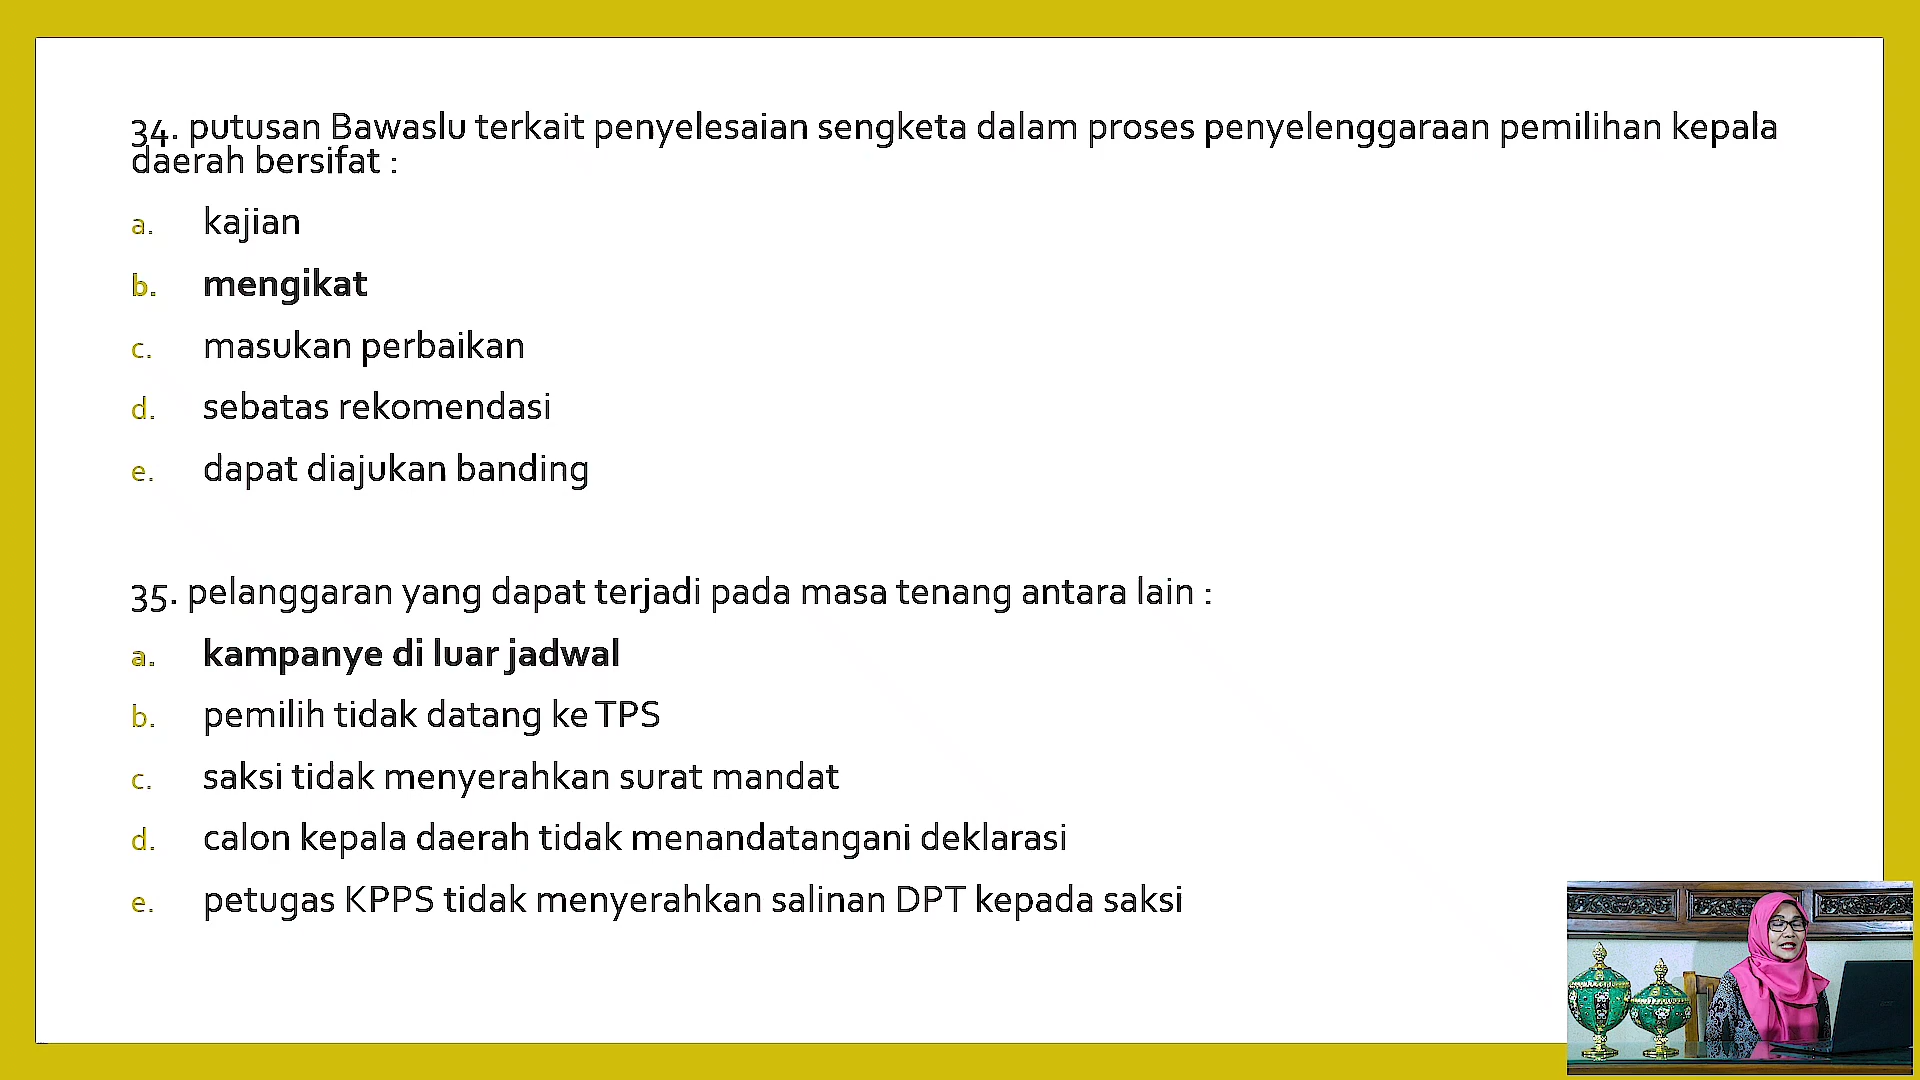 34. putusan Bawaslu terkait penyelesaian sengketa dalam proses penyelenggaraan pemilihan kepala
daerah bersifat :
a. kajian
b. mengikat
c. masukan perbaikan
d. sebatas rekomendasi
e. dapat diajukan banding
35. pelanggaran yang dapat terjadi pada masa tenang antara lain :
a. kampanye di luar jadwal
b. pemilih tidak datang ke TPS
c. saksi tidak menyerahkan surat mandat
d. calon kepala daerah tidak menandatangani deklarasi
e. petugas KPPS tidak menyerahkan salinan DPT kepada saksi